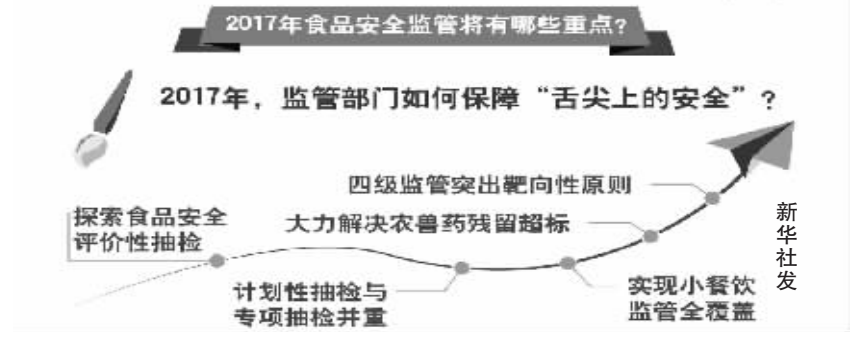 2017年食品安全监管将有哪些重点?
2017年，监管部门如何保障“舌尖上的安全”?
四级监管突出靶向性原则
大力解决农兽药残留超标
探索食品安全
评价性抽检
计划性抽检与
专项抽检并重
实现小餐饮
监管全覆盖
新华社发